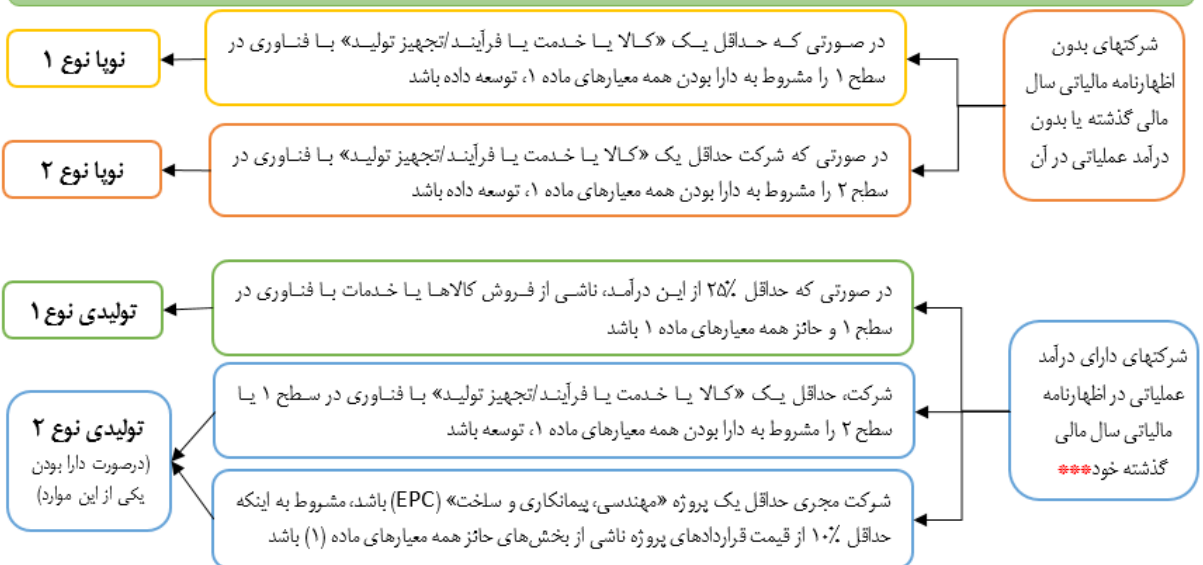 شرکتهای بدون
اظهارنامه مالیاتی سال
مالی گذشته یا بدون
درآمد عملیاتی در آن
در صورتی که حداقل یک «کالا یا خدمت یا فرآیند/تجهیز تولید» با فناوری در
سطح ۱ را مشروط به دارا بودن همه معیارهای ماده ۱، توسعه داده باشد
نوپا نوع ۱
در صورتی که شرکت حداقل یک «کالا یا خدمت یا فرآیند/تجهیز تولید» با فناوری در
سطح ۲ را مشروط به دارا بودن همه معیارهای ماده ۱، توسعه داده باشد
نوپا نوع ۲
شرکتهای دارای درآمد
عملیاتی در اظهارنامه
مالیاتی سال مالی
گذشته خود***
در صورتی که حداقل ۲۵٪ از این درآمد، ناشی از فروش کالاها یا خدمات با فناوری در
سطح ۱ و حائز همه معیارهای ماده ۱ باشد
تولیدی نوع ۱
شرکت، حداقل یک «کالا یا خدمت یا فرآیند/تجهیز تولید» با فناوری در سطح ۱ یا
سطح ۲ را مشروط به دارا بودن همه معیارهای ماده ۱، توسعه باشد
شرکت مجری حداقل یک پروژه «مهندسی، پیمانکاری و ساخت» (EPC) باشد، مشروط به اینکه
حداقل ۱۰٪ از قیمت قراردادهای پروژه ناشی از بخش‌های حائز همه معیارهای ماده (۱) باشد
تولیدی نوع ۲
(درصورت دارا بودن
یکی از این موارد)